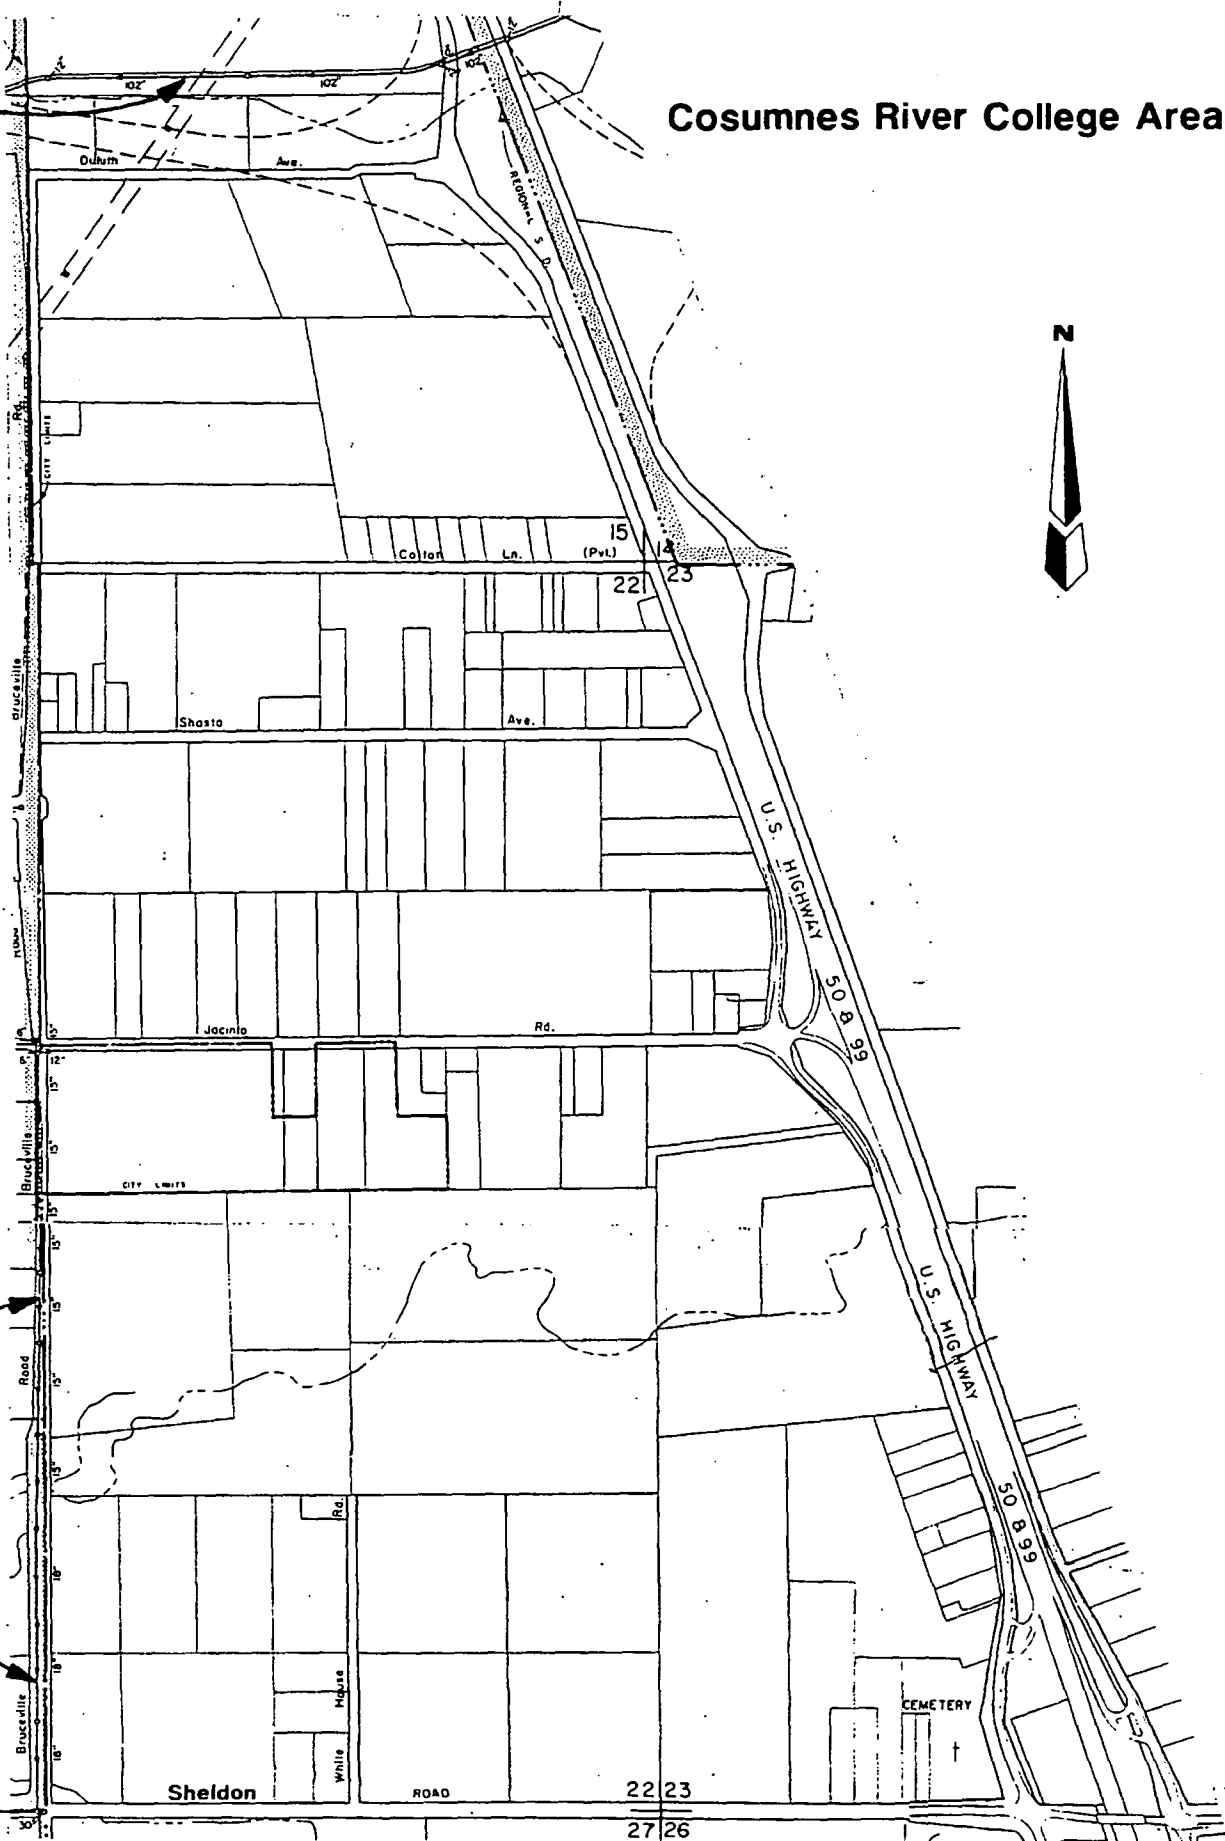 Cosumnes River College Area
12"
102"
102"
102"
12"
Duluth Ave.
REGIONAL S D.
N
Rd.
CITY LIMITS
15
14
Colton Ln. (Pvt.)
22
23
Bruceville
Shasta Ave.
U.S. HIGHWAY 50 & 99
Road
15"
Jacinto Rd.
12"
15"
15"
Bruceville
CITY LIMITS
15"
15"
15"
U.S. HIGHWAY 50 & 99
Road
15"
15"
Rd.
18"
18"
White House
Bruceville
CEMETERY
18"
Sheldon ROAD
22 23
30"
27 26